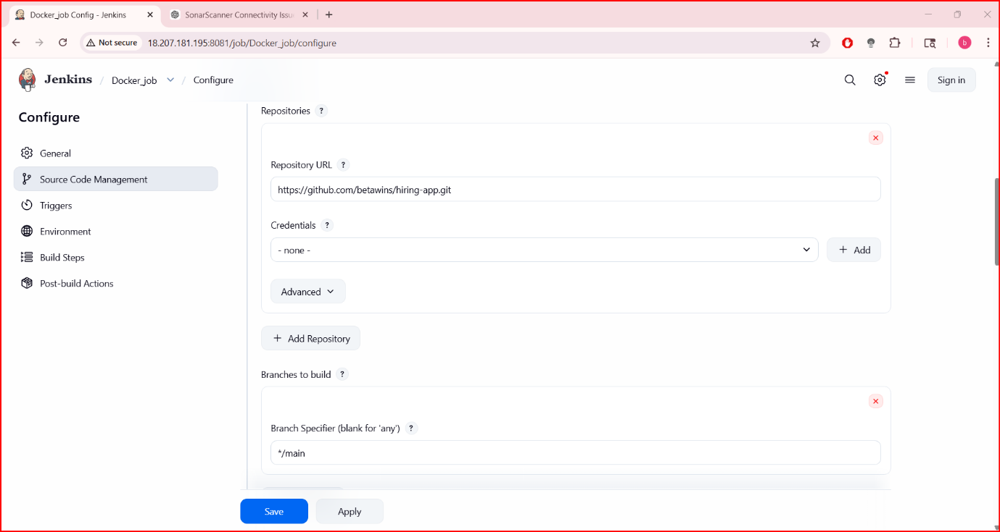 Docker_job Config - Jenkins
SonarScanner Connectivity Issu
Not secure
18.207.181.195:8081/job/Docker_job/configure
b
Jenkins / Docker_job / Configure
Sign in
Configure
General
Source Code Management
Triggers
Environment
Build Steps
Post-build Actions
Repositories ?
Repository URL ?
https://github.com/betawins/hiring-app.git
Credentials ?
- none -
+ Add
Advanced
+ Add Repository
Branches to build ?
Branch Specifier (blank for 'any') ?
*/main
Save
Apply